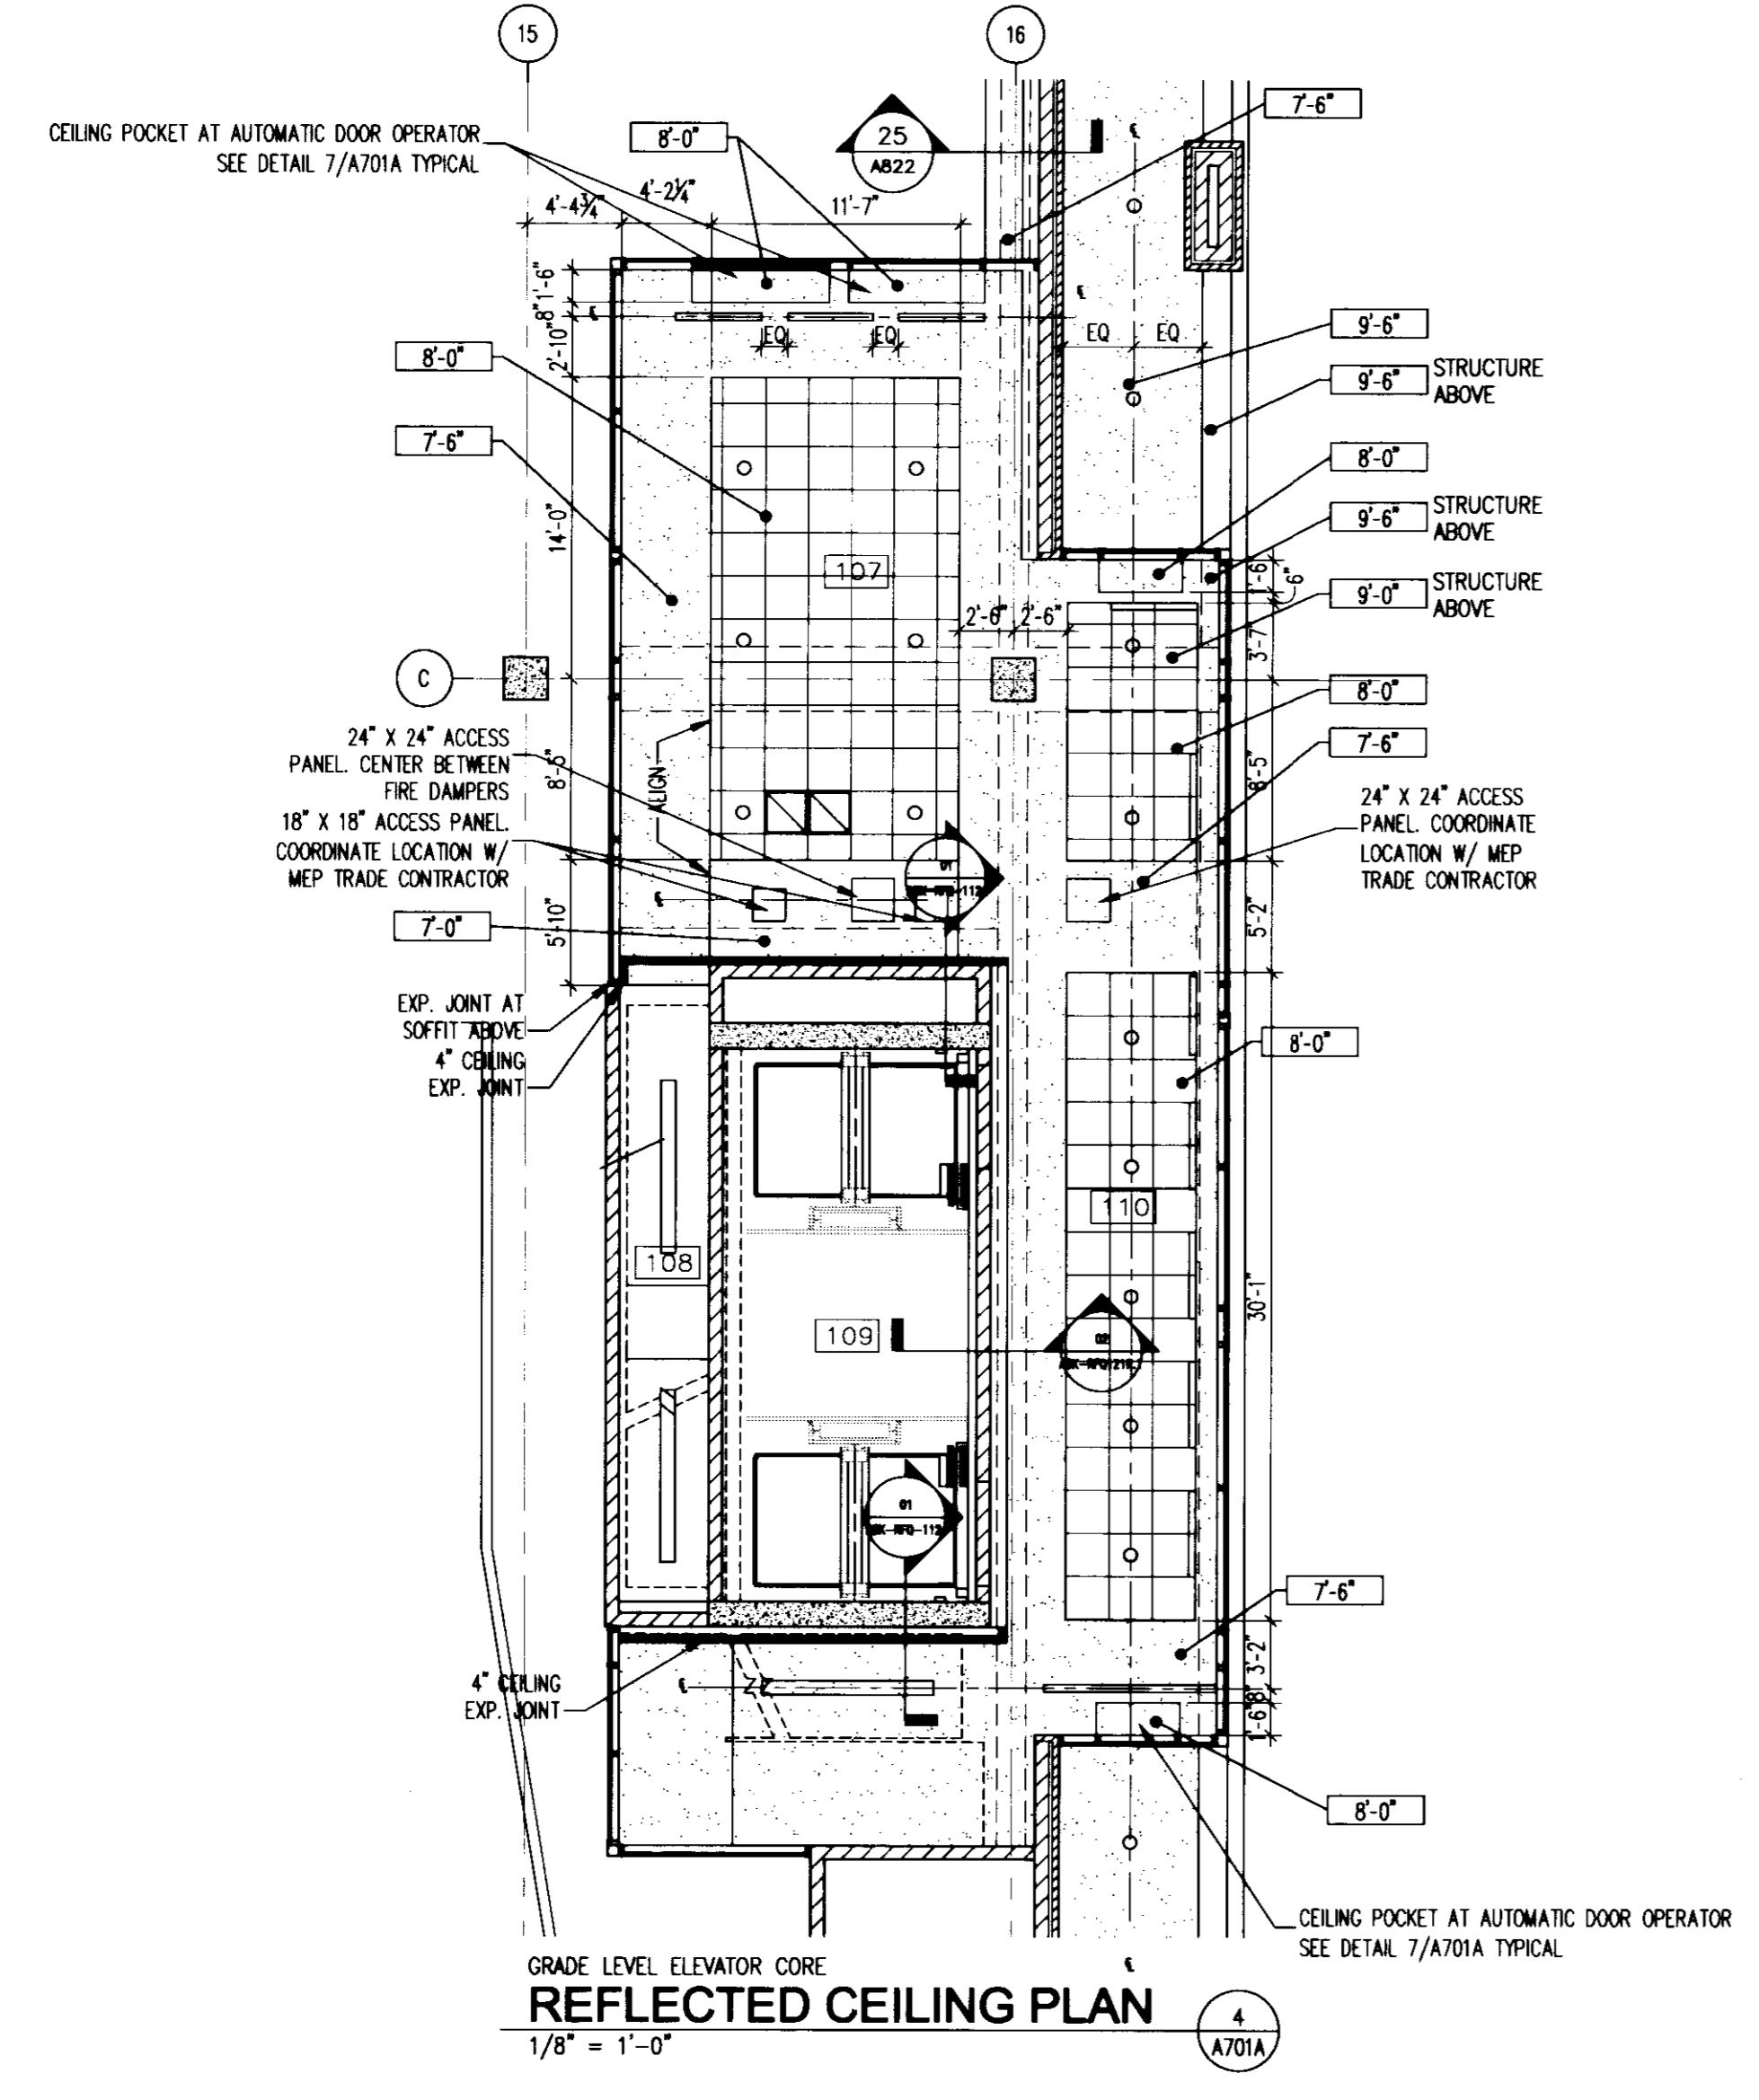 15
16
7'-6"
CEILING POCKET AT AUTOMATIC DOOR OPERATOR
SEE DETAIL 7/A701A TYPICAL
8'-0"
25
A822
4'-4¾"
4'-2¼"
11'-7"
1'-6"
8"
2'-10"
EQ
EQ
EQ
EQ
9'-6"
9'-6"
STRUCTURE
ABOVE
8'-0"
7'-6"
8'-0"
9'-6"
STRUCTURE
ABOVE
14'-0"
107
1'-6"
6"
9'-0"
STRUCTURE
ABOVE
2'-6"
2'-6"
3'-7"
C
8'-0"
7'-6"
24" X 24" ACCESS
PANEL. CENTER BETWEEN
FIRE DAMPERS
ALIGN
8'-5"
24" X 24" ACCESS
PANEL. COORDINATE
LOCATION W/ MEP
TRADE CONTRACTOR
18" X 18" ACCESS PANEL.
COORDINATE LOCATION W/
MEP TRADE CONTRACTOR
01
7'-0"
5'-10"
5'-2"
EXP. JOINT AT
SOFFIT ABOVE
4" CEILING
EXP. JOINT
8'-0"
110
108
109
30'-1"
01
7'-6"
4" CEILING
EXP. JOINT
3'-2"
8"
1'-6"
8'-0"
CEILING POCKET AT AUTOMATIC DOOR OPERATOR
SEE DETAIL 7/A701A TYPICAL
GRADE LEVEL ELEVATOR CORE
REFLECTED CEILING PLAN
1/8" = 1'-0"
4
A701A